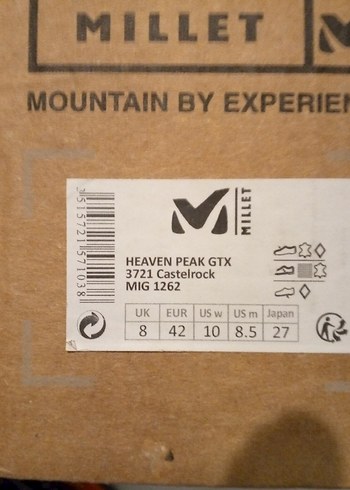 MILLET
MOUNTAIN BY EXPERIEN
MILLET
3515721571038
HEAVEN PEAK GTX
3721 Castelrock
MIG 1262
UK EUR US w US m Japan
8 42 10 8.5 27